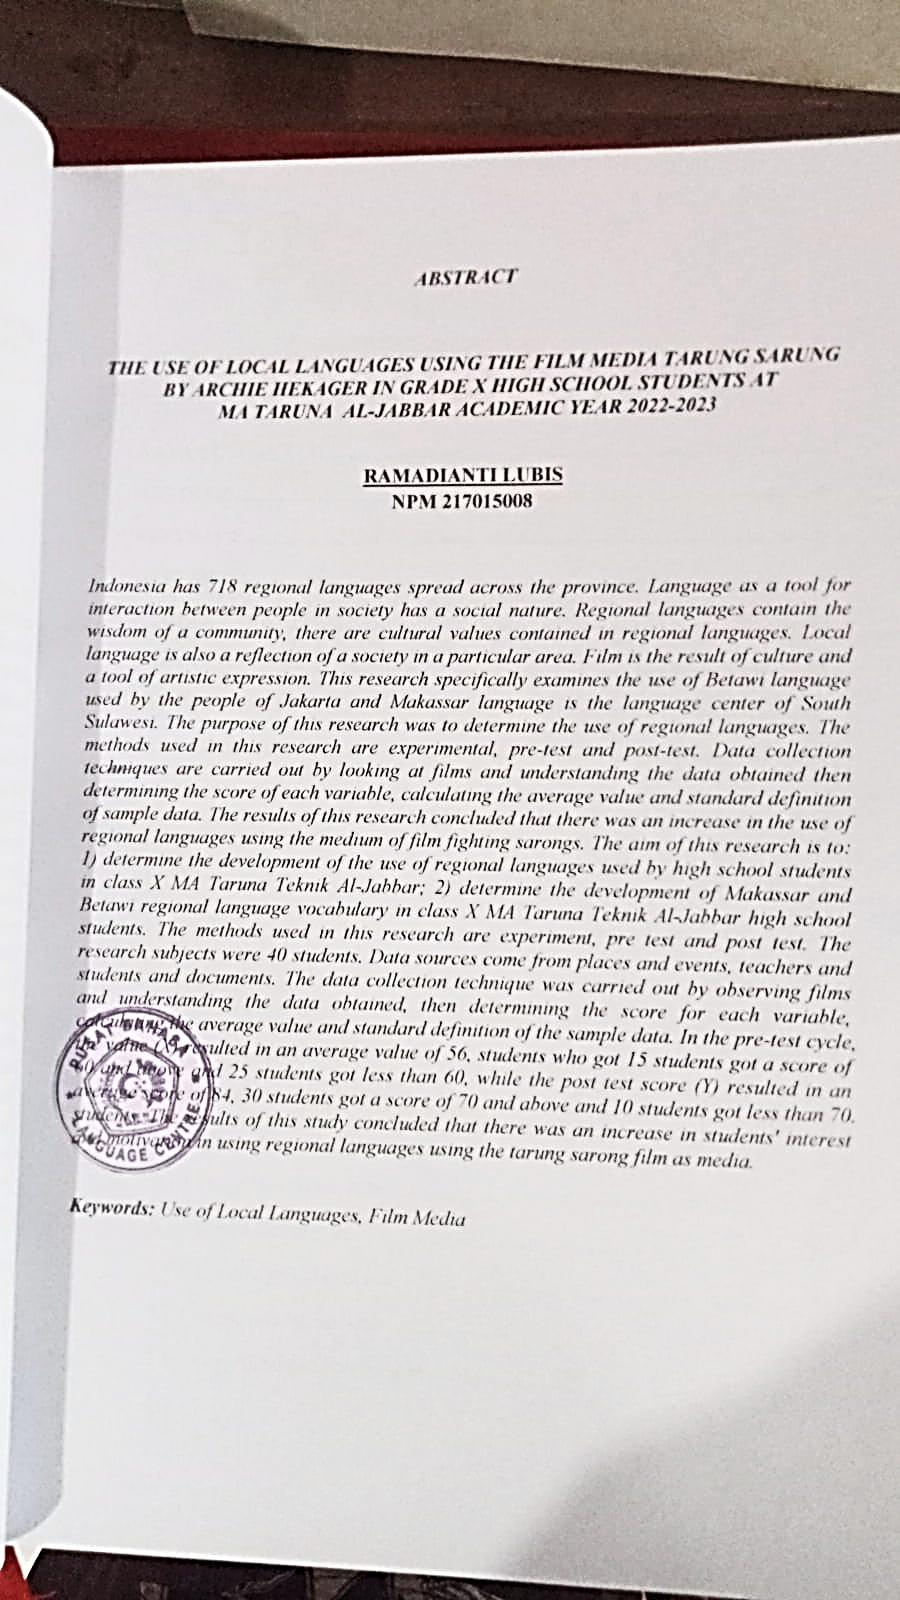 ABSTRACT
THE USE OF LOCAL LANGUAGES USING THE FILM MEDIA TARUNG SARUNG
BY ARCHIE HEKAGER IN GRADE X HIGH SCHOOL STUDENTS AT
MA TARUNA AL-JABBAR ACADEMIC YEAR 2022-2023
RAMADIANTI LUBIS
NPM 217015008
Indonesia has 718 regional languages spread across the province. Language as a tool for
interaction between people in society has a social nature. Regional languages contain the
wisdom of a community, there are cultural values contained in regional languages. Local
language is also a reflection of a society in a particular area. Film is the result of culture and
a tool of artistic expression. This research specifically examines the use of Betawi language
used by the people of Jakarta and Makassar language is the language center of South
Sulawesi. The purpose of this research was to determine the use of regional languages. The
methods used in this research are experimental, pre-test and post-test. Data collection
techniques are carried out by looking at films and understanding the data obtained then
determining the score of each variable, calculating the average value and standard definition
of sample data. The results of this research concluded that there was an increase in the use of
regional languages using the medium of film fighting sarongs. The aim of this research is to:
1) determine the development of the use of regional languages used by high school students
in class X MA Taruna Teknik Al-Jabbar; 2) determine the development of Makassar and
Betawi regional language vocabulary in class X MA Taruna Teknik Al-Jabbar high school
students. The methods used in this research are experiment, pre test and post test. The
research subjects were 40 students. Data sources come from places and events, teachers and
students and documents. The data collection technique was carried out by observing films
and understanding the data obtained, then determining the score for each variable,
calculating the average value and standard definition of the sample data. In the pre-test cycle,
the value (X) resulted in an average value of 56, students who got 15 students got a score of
60 and above and 25 students got less than 60, while the post test score (Y) resulted in an
average score of 84, 30 students got a score of 70 and above and 10 students got less than 70.
students. The results of this study concluded that there was an increase in students' interest
and motivation in using regional languages using the tarung sarong film as media.
PUSAT BAHASA
LANGUAGE CENTRE
Keywords: Use of Local Languages, Film Media